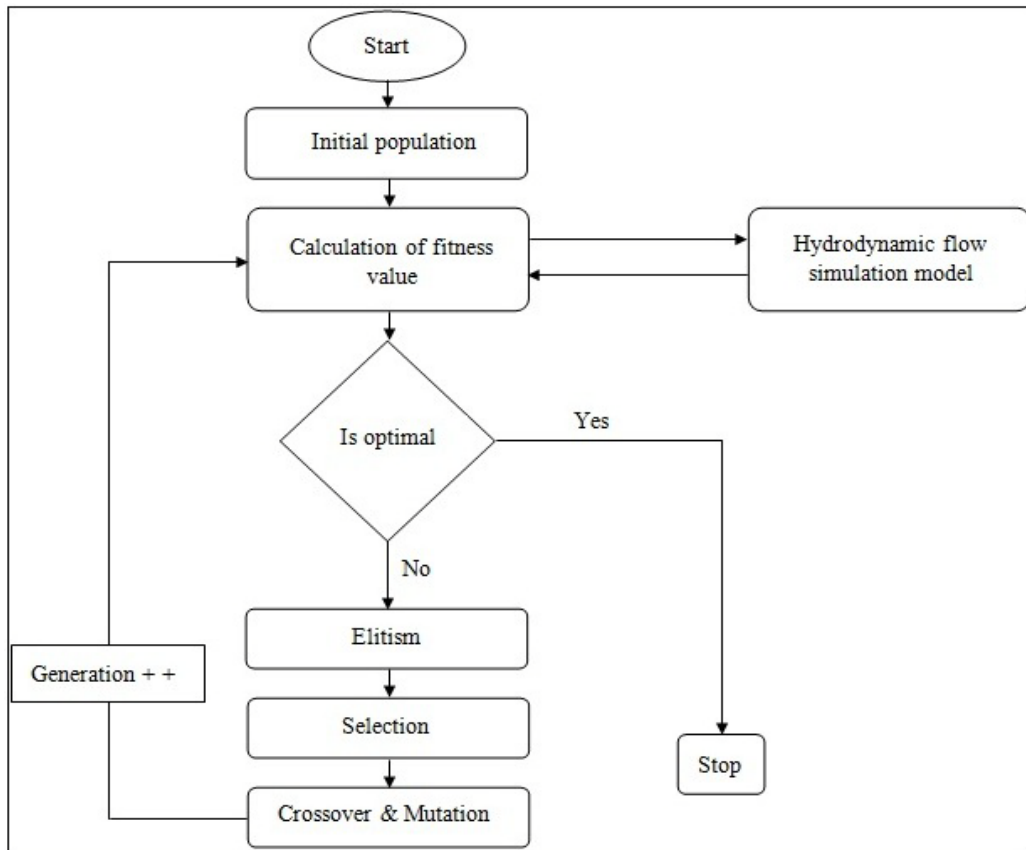 Start
Initial population
Calculation of fitness
value
Hydrodynamic flow
simulation model
Is optimal
Yes
No
Elitism
Generation + +
Selection
Stop
Crossover & Mutation